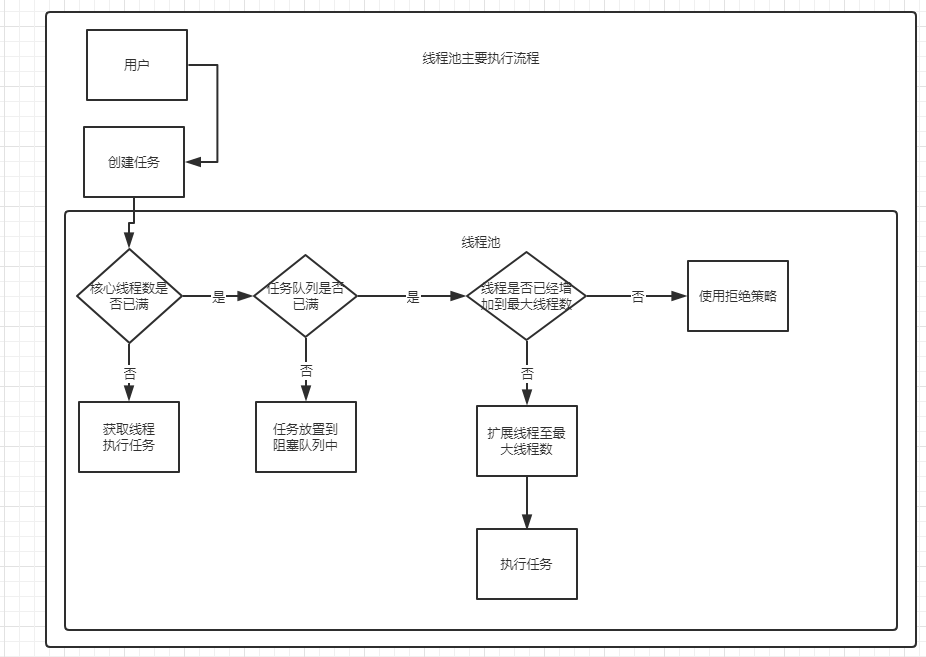 线程池主要执行流程
用户
创建任务
线程池
核心线程数是
否已满
是
任务队列是否
已满
是
线程是否已经增
加到最大线程数
否
使用拒绝策略
否
否
否
获取线程
执行任务
任务放置到
阻塞队列中
扩展线程至最
大线程数
执行任务